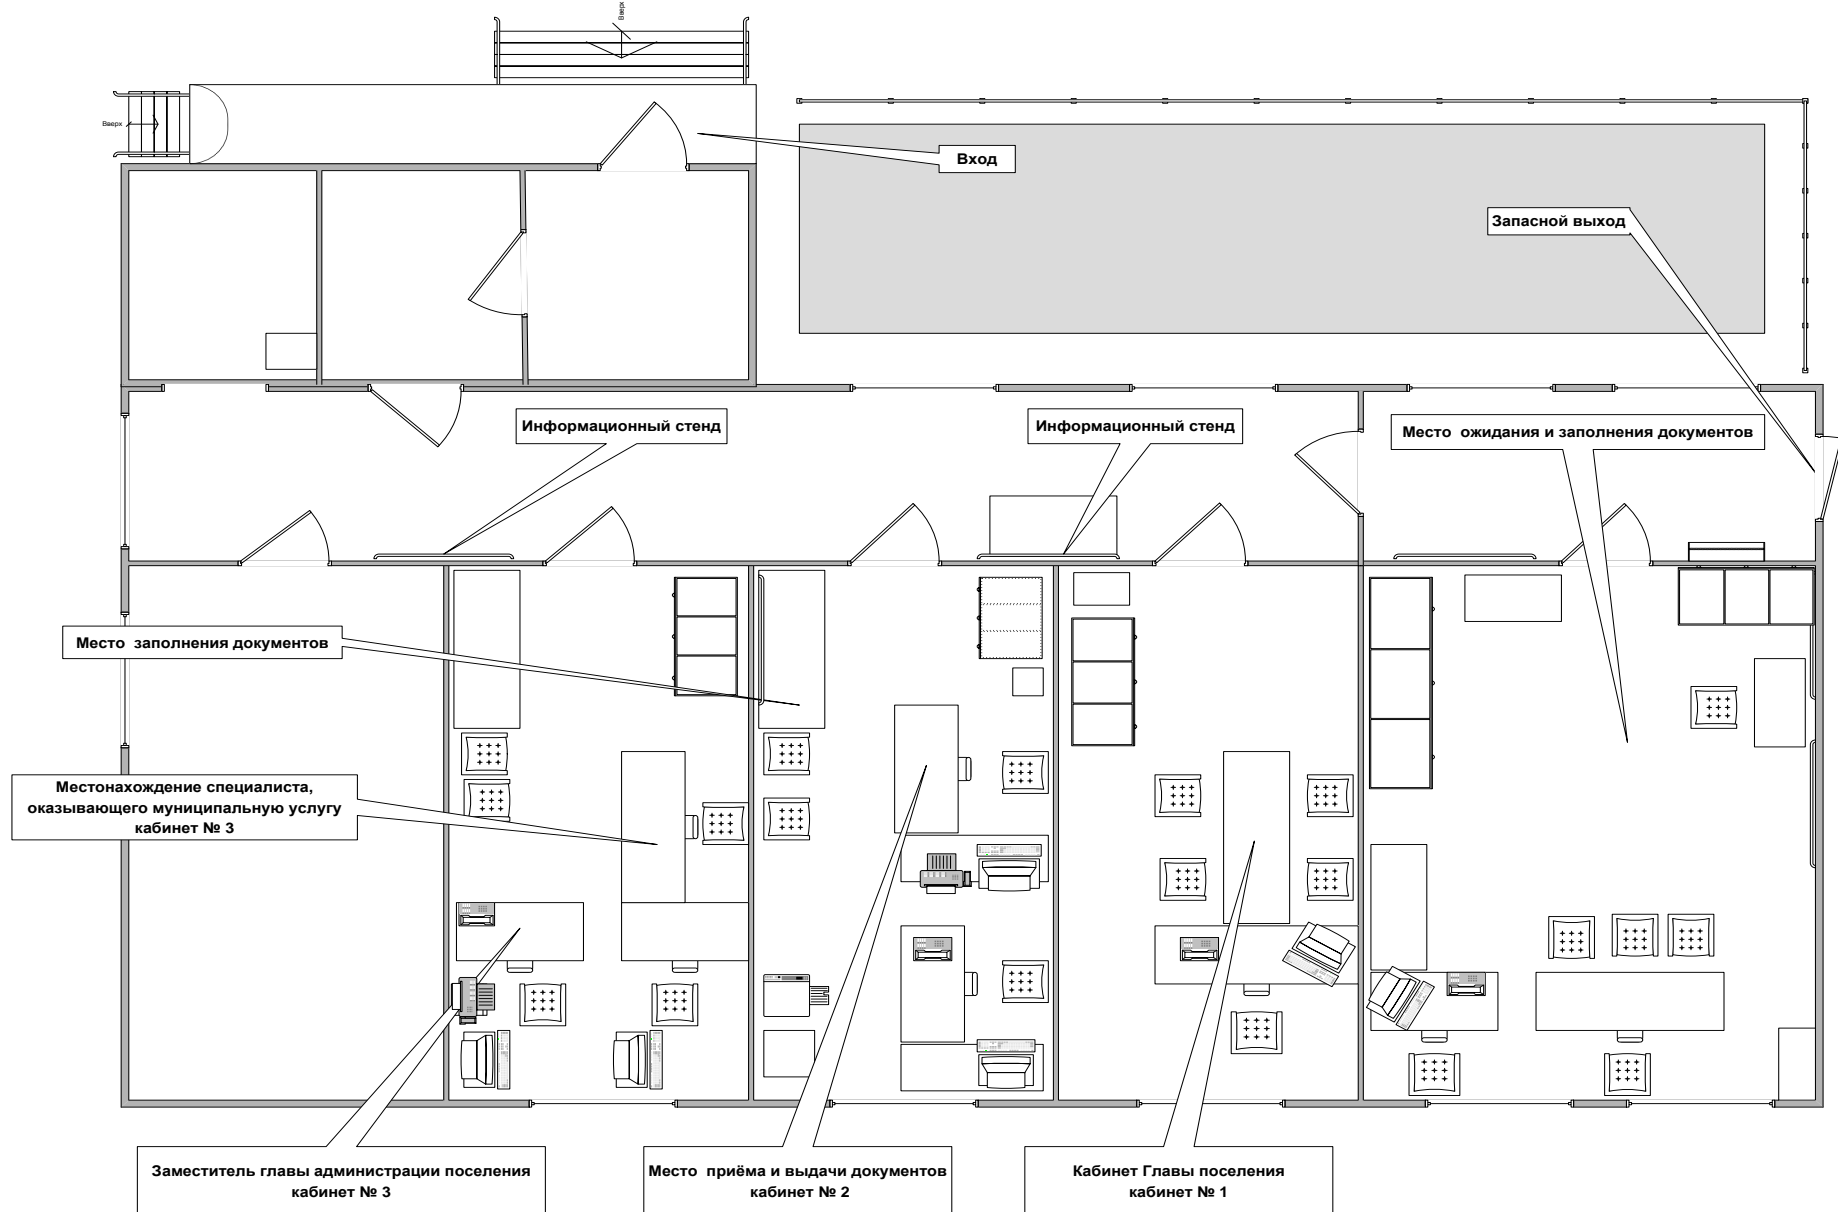 Вверх
Вверх
Вход
Запасной выход
Информационный стенд
Информационный стенд
Место ожидания и заполнения документов
Место заполнения документов
Местонахождение специалиста,
оказывающего муниципальную услугу
кабинет № 3
Заместитель главы администрации поселения
кабинет № 3
Место приёма и выдачи документов
кабинет № 2
Кабинет Главы поселения
кабинет № 1